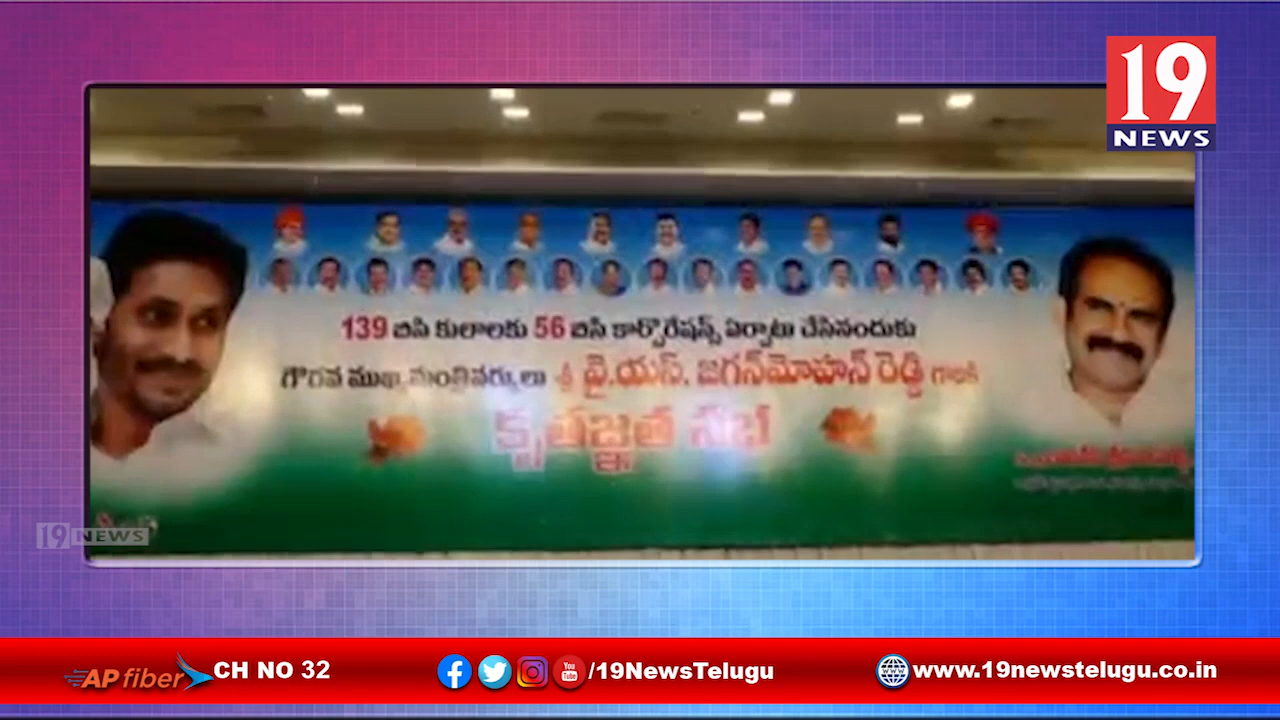 19
NEWS
139 బిసి కులాలకు 56 బిసి కార్పొరేషన్స్ ఏర్పాటు చేసినందుకు
గౌరవ ముఖ్యమంత్రివర్యులు శ్రీ వై.యస్. జగన్‌మోహన్ రెడ్డి గారికి
కృతజ్ఞత సభ
19 NEWS
AP fiber CH NO 32
/19NewsTelugu
www.19newstelugu.co.in